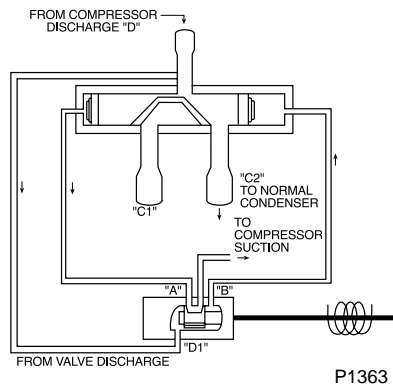 FROM COMPRESSOR
DISCHARGE "D"
"C1"
"C2"
TO NORMAL
CONDENSER
TO
COMPRESSOR
SUCTION
"A"
"B"
"D1"
FROM VALVE DISCHARGE
P1363